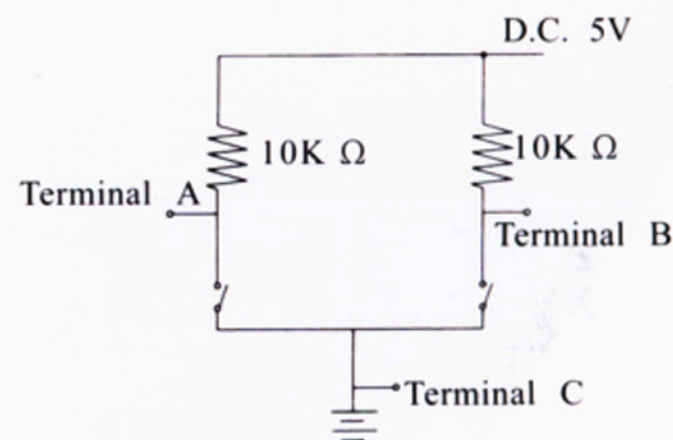 D.C. 5V
10K Ω
10K Ω
Terminal A
Terminal B
Terminal C